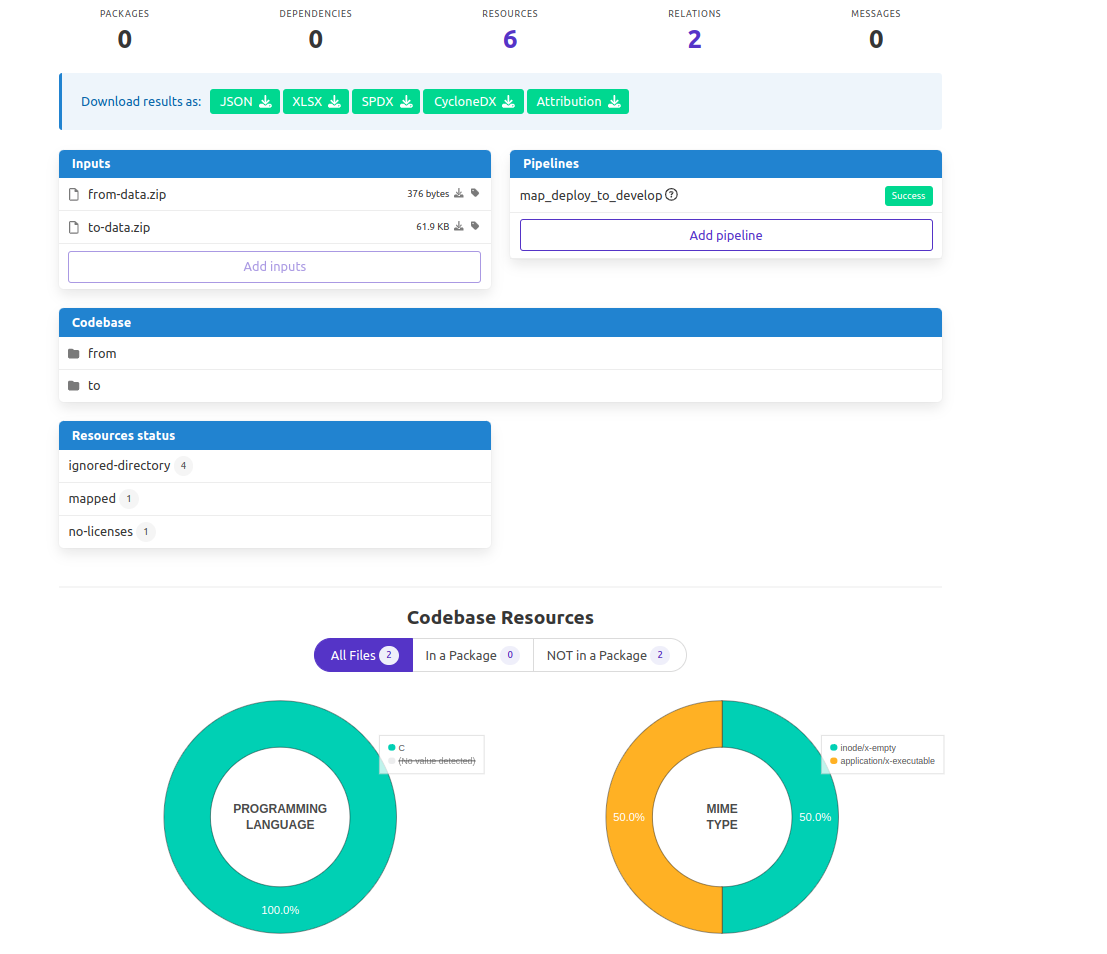 PACKAGES DEPENDENCIES RESOURCES RELATIONS MESSAGES
0 0 6 2 0
Download results as: JSON XLSX SPDX CycloneDX Attribution
Inputs
from-data.zip 376 bytes
to-data.zip 61.9 KB
Add inputs
Pipelines
map_deploy_to_develop ? Success
Add pipeline
Codebase
from
to
Resources status
ignored-directory 4
mapped 1
no-licenses 1
Codebase Resources
All Files 2 In a Package 0 NOT in a Package 2
C
(No value detected)
PROGRAMMING
LANGUAGE
100.0%
inode/x-empty
application/x-executable
MIME
TYPE
50.0% 50.0%